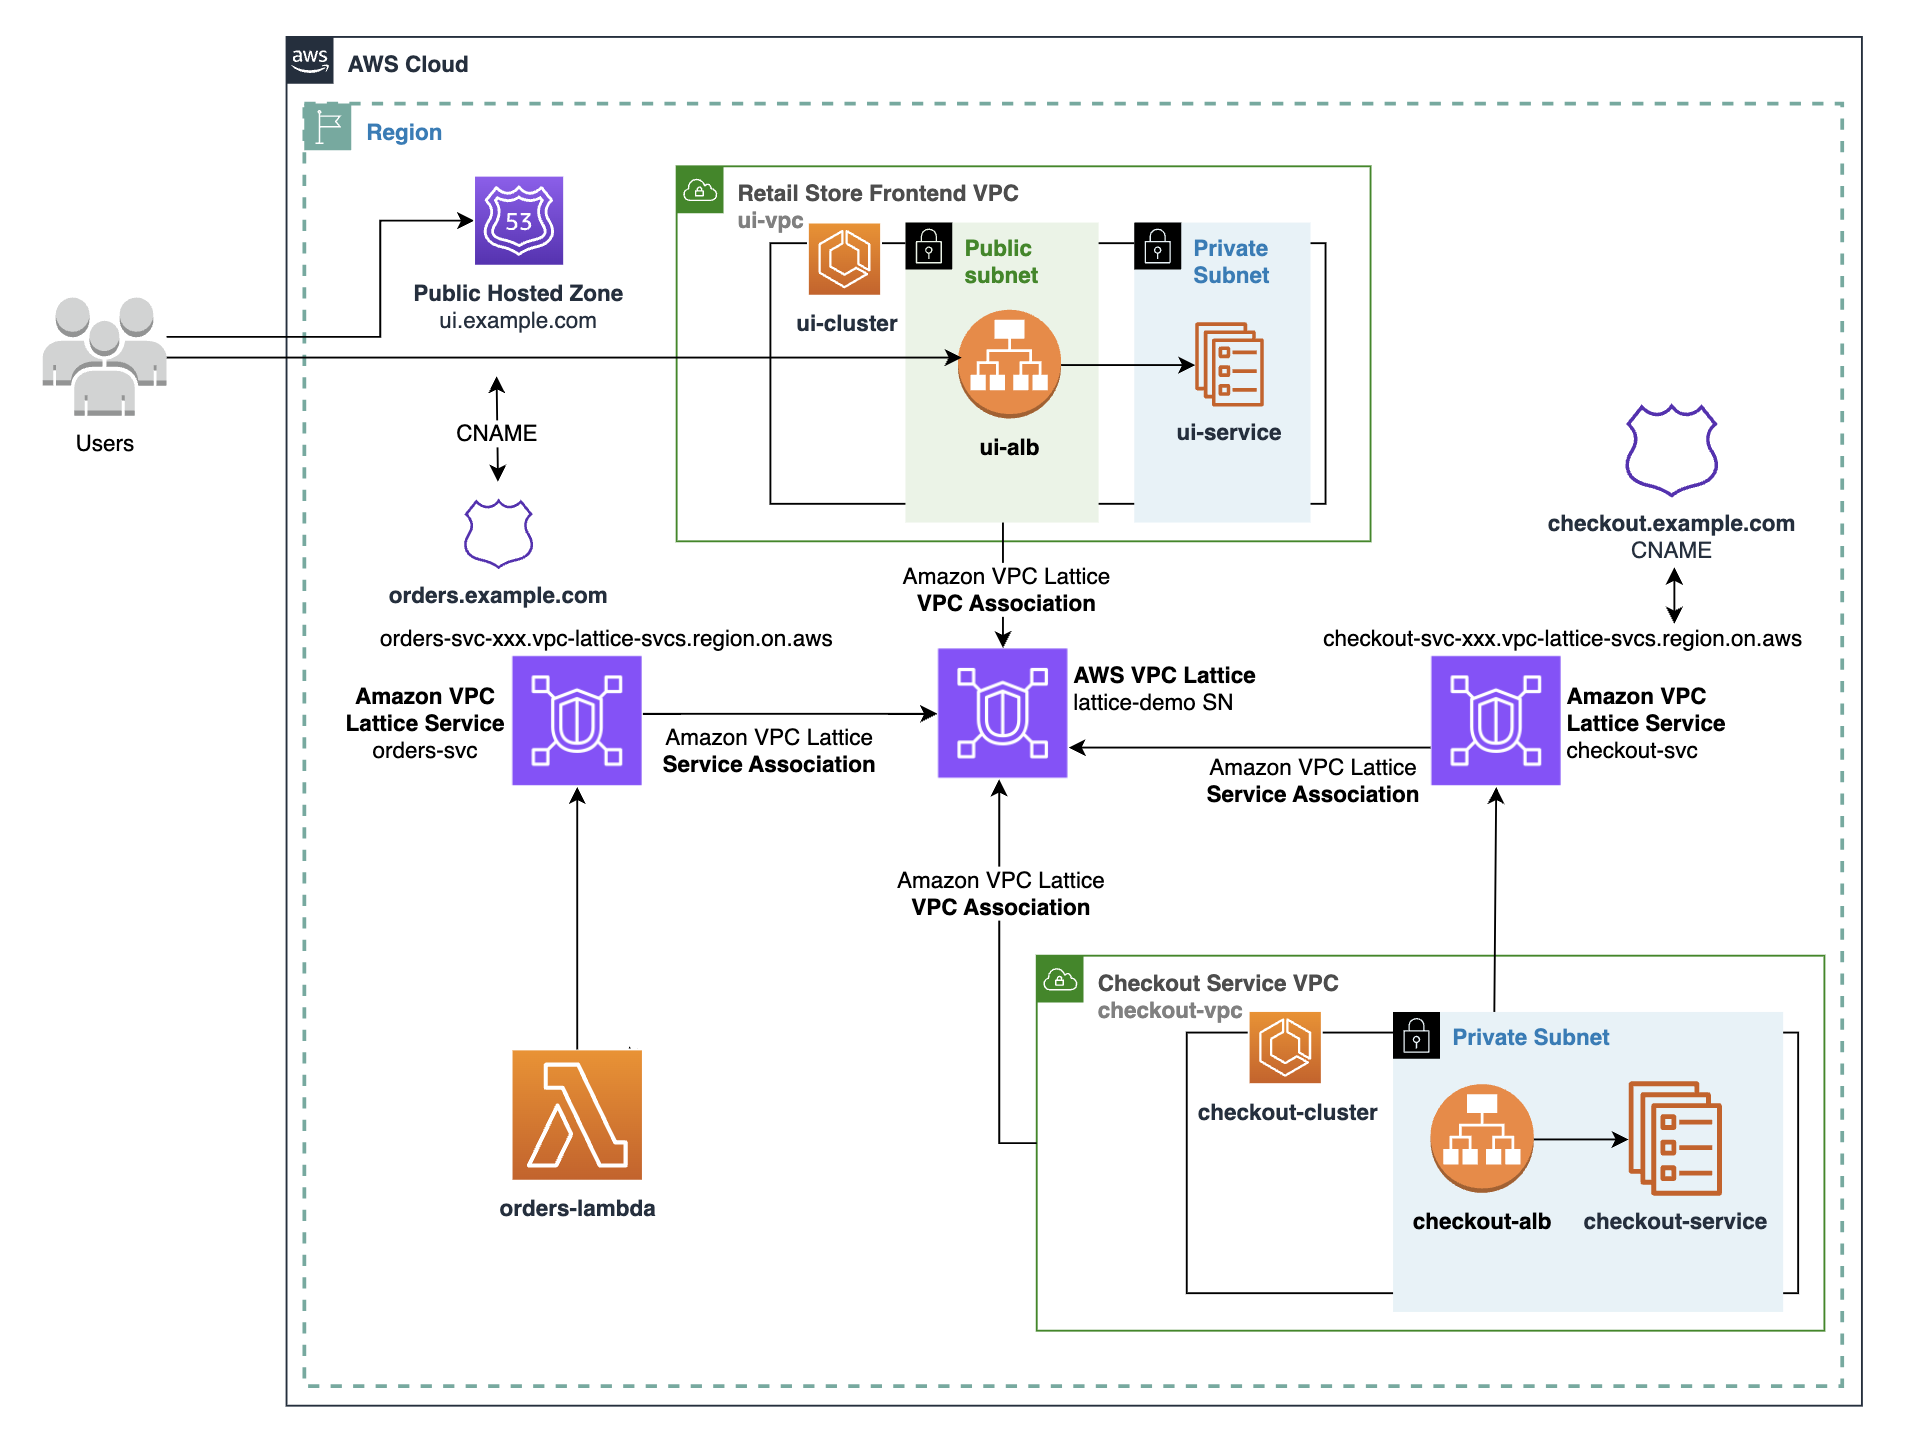 aws
AWS Cloud
Region
53
Public Hosted Zone
ui.example.com
Users
CNAME
orders.example.com
orders-svc-xxx.vpc-lattice-svcs.region.on.aws
Amazon VPC
Lattice Service
orders-svc
Amazon VPC Lattice
Service Association
orders-lambda
Retail Store Frontend VPC
ui-vpc
ui-cluster
Public
subnet
ui-alb
Private
Subnet
ui-service
Amazon VPC Lattice
VPC Association
AWS VPC Lattice
lattice-demo SN
Amazon VPC Lattice
VPC Association
checkout.example.com
CNAME
checkout-svc-xxx.vpc-lattice-svcs.region.on.aws
Amazon VPC
Lattice Service
checkout-svc
Amazon VPC Lattice
Service Association
Checkout Service VPC
checkout-vpc
checkout-cluster
Private Subnet
checkout-alb
checkout-service